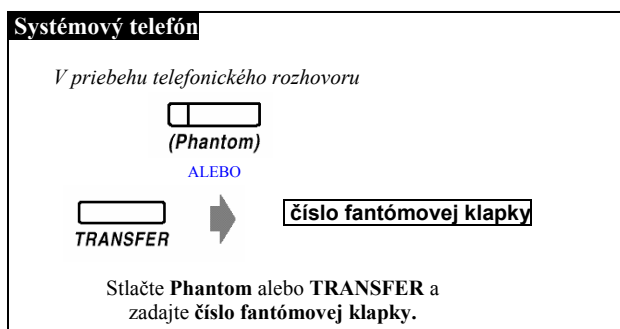 Systémový telefón
V priebehu telefonického rozhovoru
(Phantom)
ALEBO
TRANSFER
číslo fantómovej klapky
Stlačte Phantom alebo TRANSFER a
zadajte číslo fantómovej klapky.